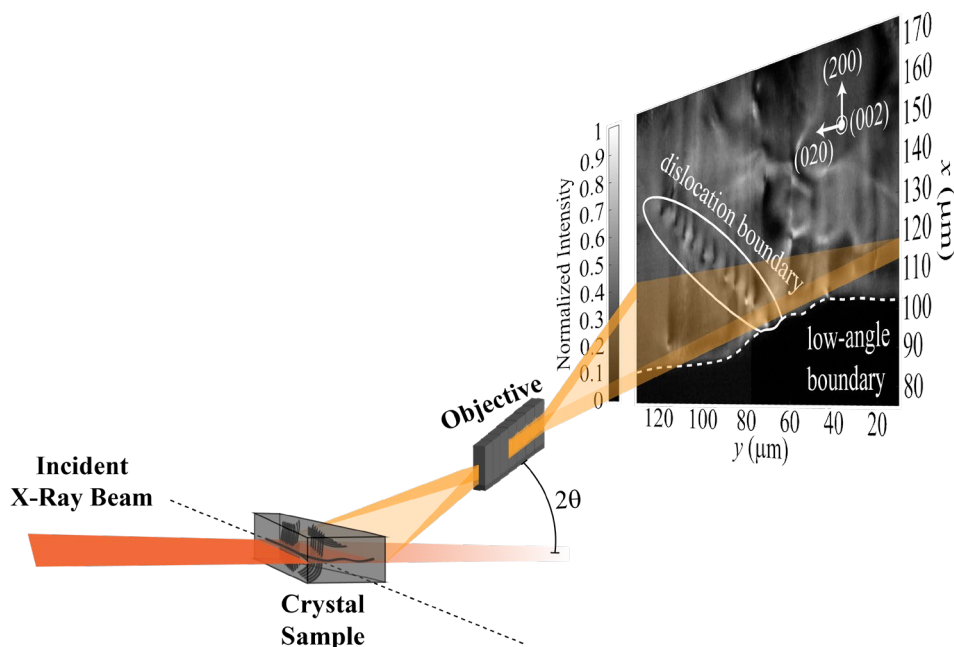 170
160
150
140
130
120
110
100
90
80
x (μm)
(200)
(002)
(020)
1
0.9
0.8
0.7
0.6
0.5
0.4
0.3
0.2
0.1
0
Normalized Intensity
dislocation boundary
low-angle
boundary
120 100 80 60 40 20
y (μm)
Objective
Incident
X-Ray Beam
2θ
Crystal
Sample